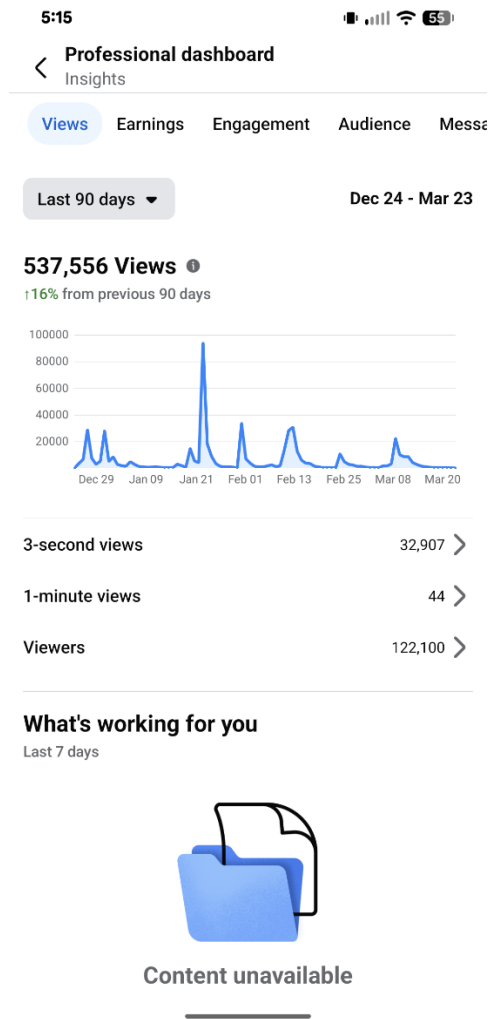 5:15
55
Professional dashboard
Insights
Views Earnings Engagement Audience Messa
Last 90 days Dec 24 - Mar 23
537,556 Views
↑16% from previous 90 days
100000
80000
60000
40000
20000
Dec 29 Jan 09 Jan 21 Feb 01 Feb 13 Feb 25 Mar 08 Mar 20
3-second views 32,907
1-minute views 44
Viewers 122,100
What's working for you
Last 7 days
Content unavailable